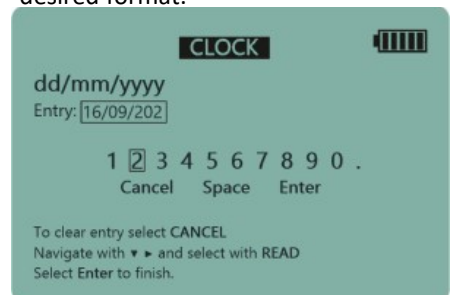 desired format.
CLOCK
dd/mm/yyyy
Entry: 16/09/202
1 2 3 4 5 6 7 8 9 0 .
Cancel Space Enter
To clear entry select CANCEL
Navigate with ▾ ▸ and select with READ
Select Enter to finish.